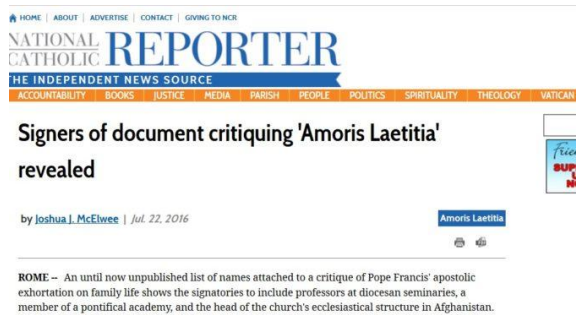 HOME | ABOUT | ADVERTISE | CONTACT | GIVING TO NCR
NATIONAL
CATHOLIC REPORTER
THE INDEPENDENT NEWS SOURCE
ACCOUNTABILITY BOOKS JUSTICE MEDIA PARISH PEOPLE POLITICS SPIRITUALITY THEOLOGY VATICAN
Signers of document critiquing 'Amoris Laetitia'
revealed
by Joshua J. McElwee | Jul. 22, 2016
Amoris Laetitia
ROME -- An until now unpublished list of names attached to a critique of Pope Francis' apostolic
exhortation on family life shows the signatories to include professors at diocesan seminaries, a
member of a pontifical academy, and the head of the church's ecclesiastical structure in Afghanistan.